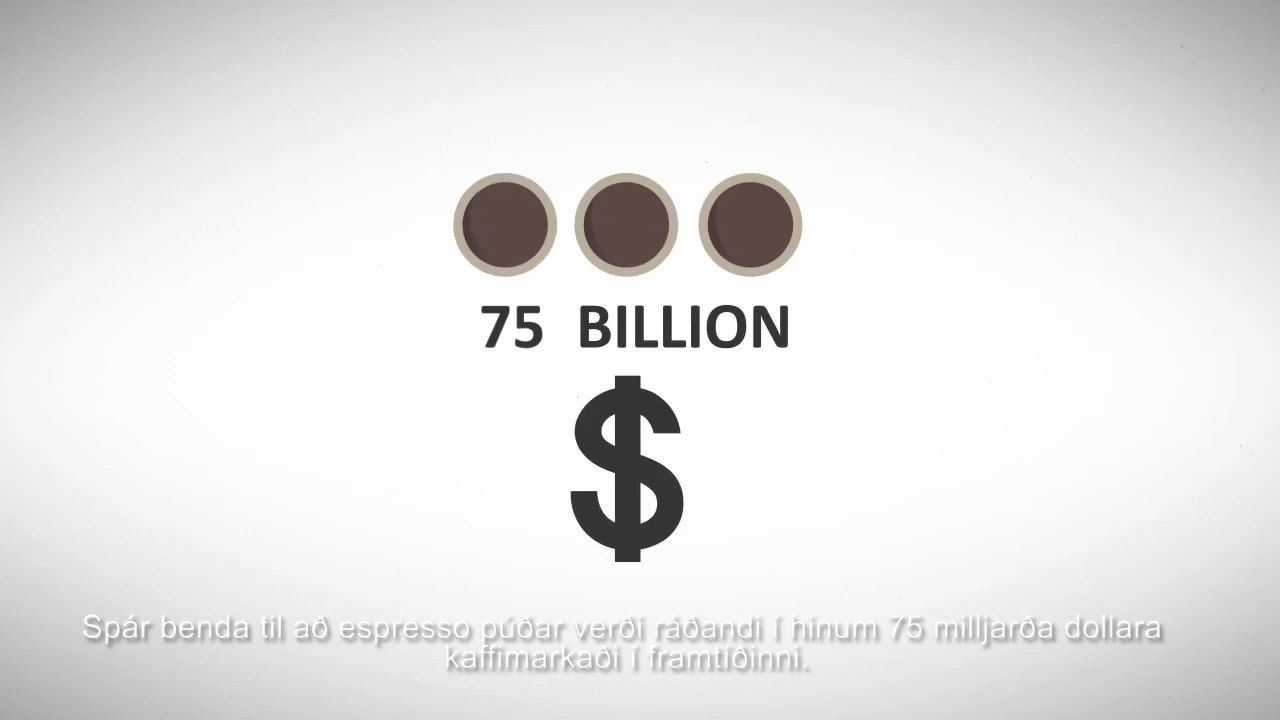 75 BILLION
$
Spár benda til að espresso púðar verði ráðandi í hinum 75 milljarða dollara
kaffimarkaði í framtíðinni.